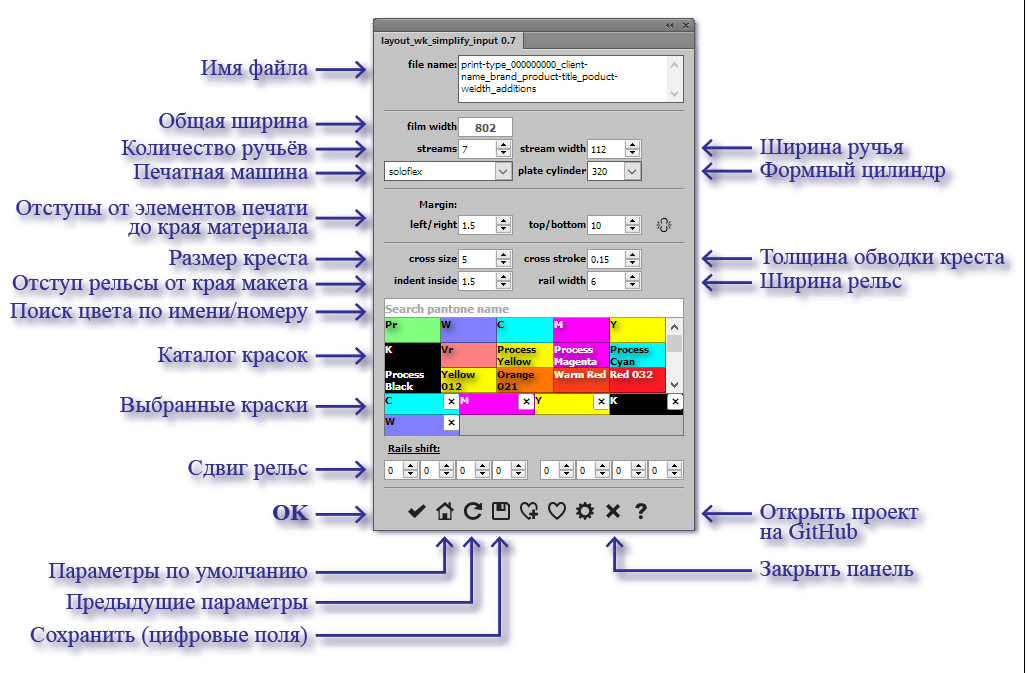 layout_wk_simplify_input 0.7
Имя файла
file name:
print-type_000000000_client-
name_brand_product-title_poduct-
weidth_additions
Общая ширина
film width 802
Количество ручьёв
streams 7 stream width 112
Ширина ручья
Печатная машина
soloflex plate cylinder 320
Формный цилиндр
Отступы от элементов печати
до края материала
Margin:
left/right 1.5 top/bottom 10
Размер креста
cross size 5 cross stroke 0.15
Толщина обводки креста
Отступ рельсы от края макета
indent inside 1.5 rail width 6
Ширина рельс
Поиск цвета по имени/номеру
Search pantone name
Каталог красок
Pr W C M Y
K Vr Process Yellow Process Magenta Process Cyan
Process Black Yellow 012 Orange 021 Warm Red Red 032
Выбранные краски
C × M × Y × K ×
W ×
Rails shift:
Сдвиг рельс
0 0 0 0 0 0 0 0
OK
?
Открыть проект
на GitHub
Параметры по умолчанию
Закрыть панель
Предыдущие параметры
Сохранить (цифровые поля)